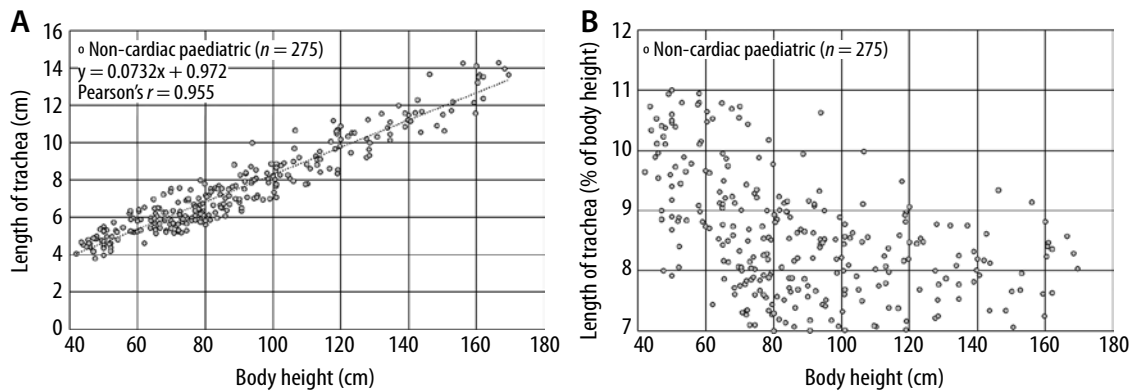 A
Length of trachea (cm)
16
14
12
10
8
6
4
2
0
o Non-cardiac paediatric (n = 275)
y = 0.0732x + 0.972
Pearson's r = 0.955
40 60 80 100 120 140 160 180
Body height (cm)
B
Length of trachea (% of body height)
12
11
10
9
8
7
o Non-cardiac paediatric (n = 275)
40 60 80 100 120 140 160 180
Body height (cm)